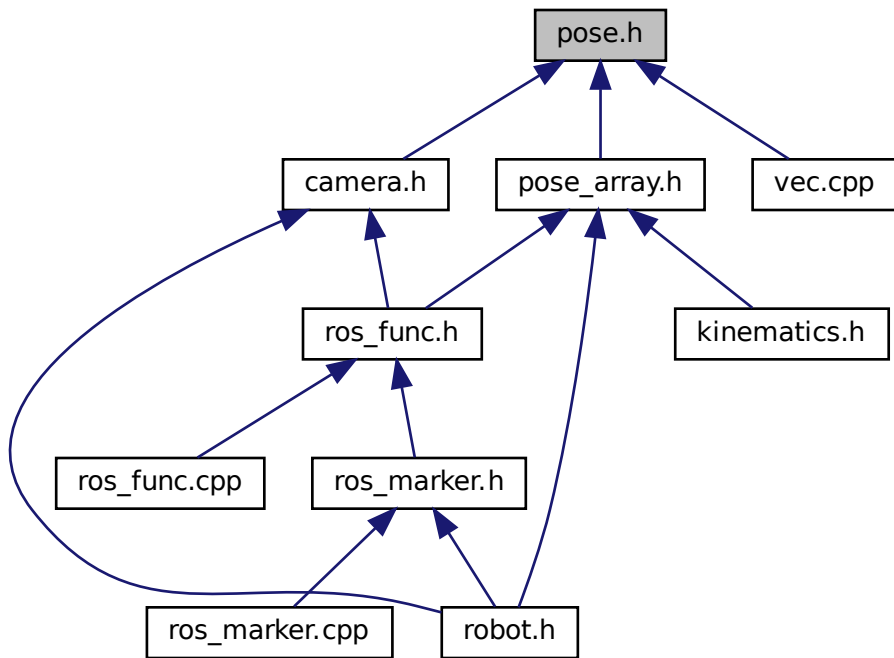 pose.h
camera.h
pose_array.h
vec.cpp
ros_func.h
kinematics.h
ros_func.cpp
ros_marker.h
ros_marker.cpp
robot.h